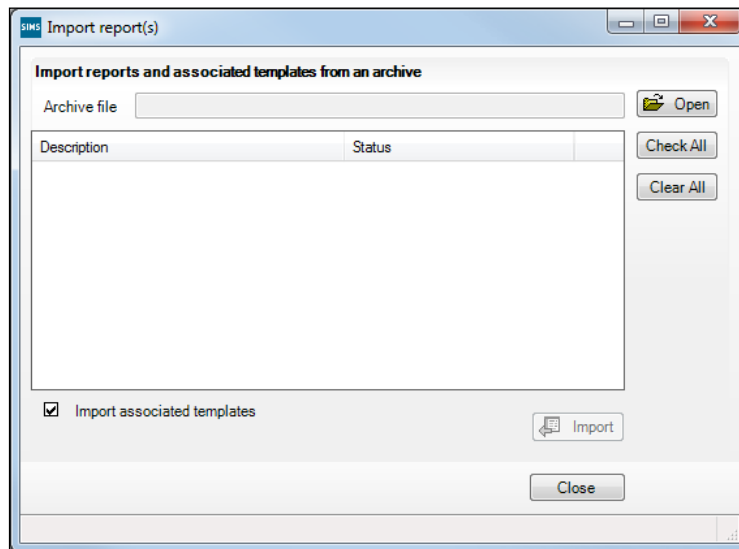 SIMS Import report(s)
Import reports and associated templates from an archive
Archive file
Open
Description Status
Check All
Clear All
Import associated templates
Import
Close